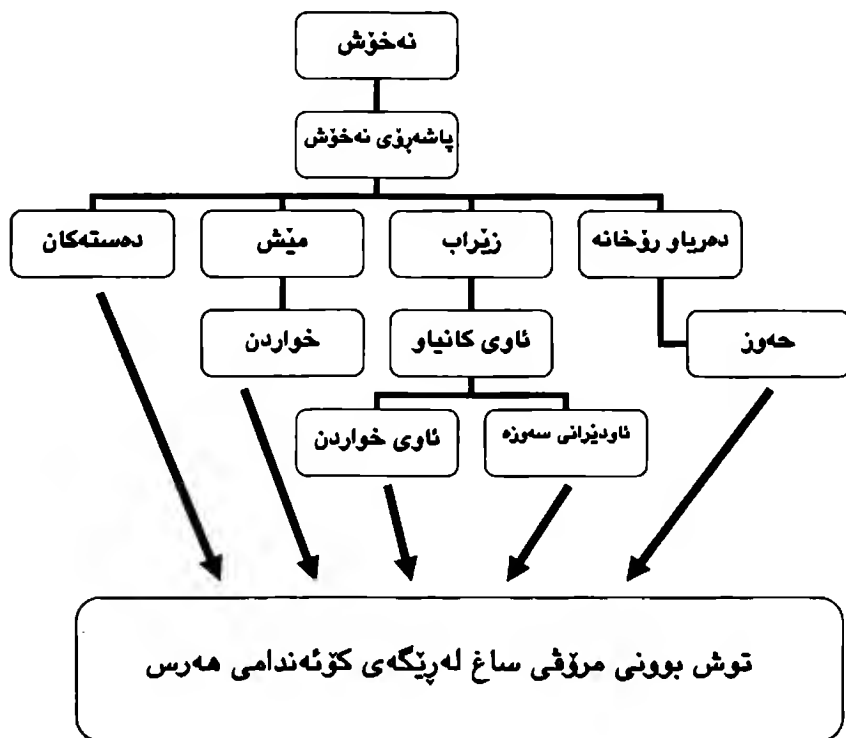 نەخۆش
پاشەڕۆی نەخۆش
دەریاو رۆخانە
زێراب
مێش
دەستەکان
حەوز
ئاوی کانیاو
خواردن
ئاودێرانی سەوزە
ئاوی خواردن
توش بوونی مرۆڤی ساغ لەڕێگەی کۆئەندامی هەرس